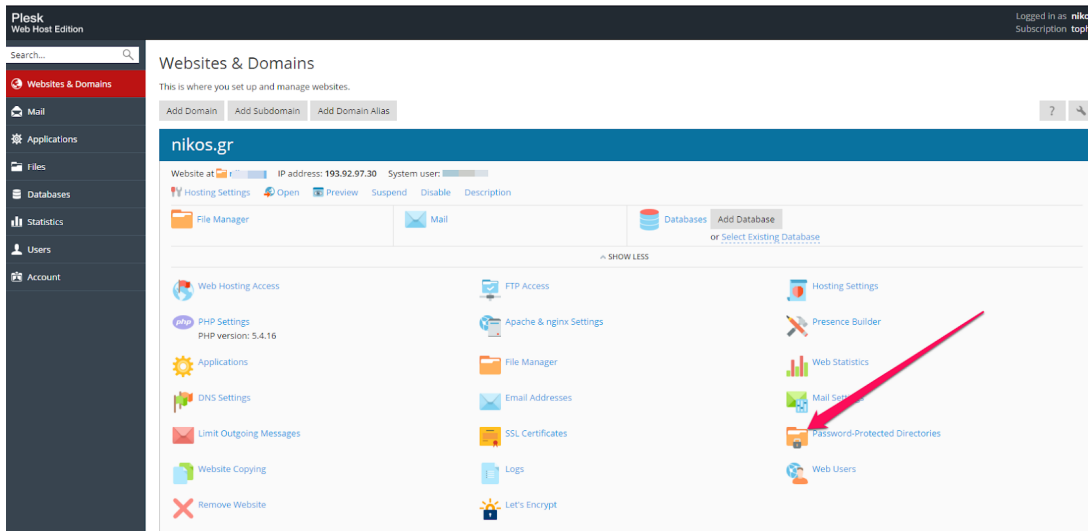 Plesk
Web Host Edition
Logged in as
Subscription
Search...
Websites & Domains
Mail
Applications
Files
Databases
Statistics
Users
Account
Websites & Domains
This is where you set up and manage websites.
Add Domain Add Subdomain Add Domain Alias ?
nikos.gr
Website at IP address: 193.92.97.30 System user:
Hosting Settings Open Preview Suspend Disable Description
File Manager Mail Databases Add Database
or Select Existing Database
SHOW LESS
Web Hosting Access FTP Access Hosting Settings
php PHP Settings Apache & nginx Settings Presence Builder
PHP version: 5.4.16
Applications File Manager Web Statistics
DNS Settings Email Addresses Mail Settings
Limit Outgoing Messages SSL Certificates Password-Protected Directories
Website Copying Logs Web Users
Remove Website Let's Encrypt